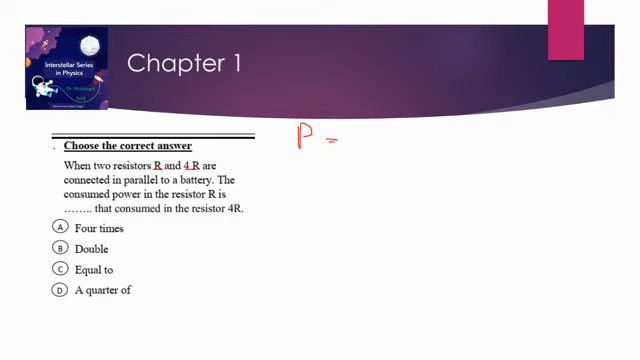 Interstellar Series
in Physics
Chapter 1
P =
. Choose the correct answer
When two resistors R and 4 R are
connected in parallel to a battery. The
consumed power in the resistor R is
........ that consumed in the resistor 4R.
A Four times
B Double
C Equal to
D A quarter of